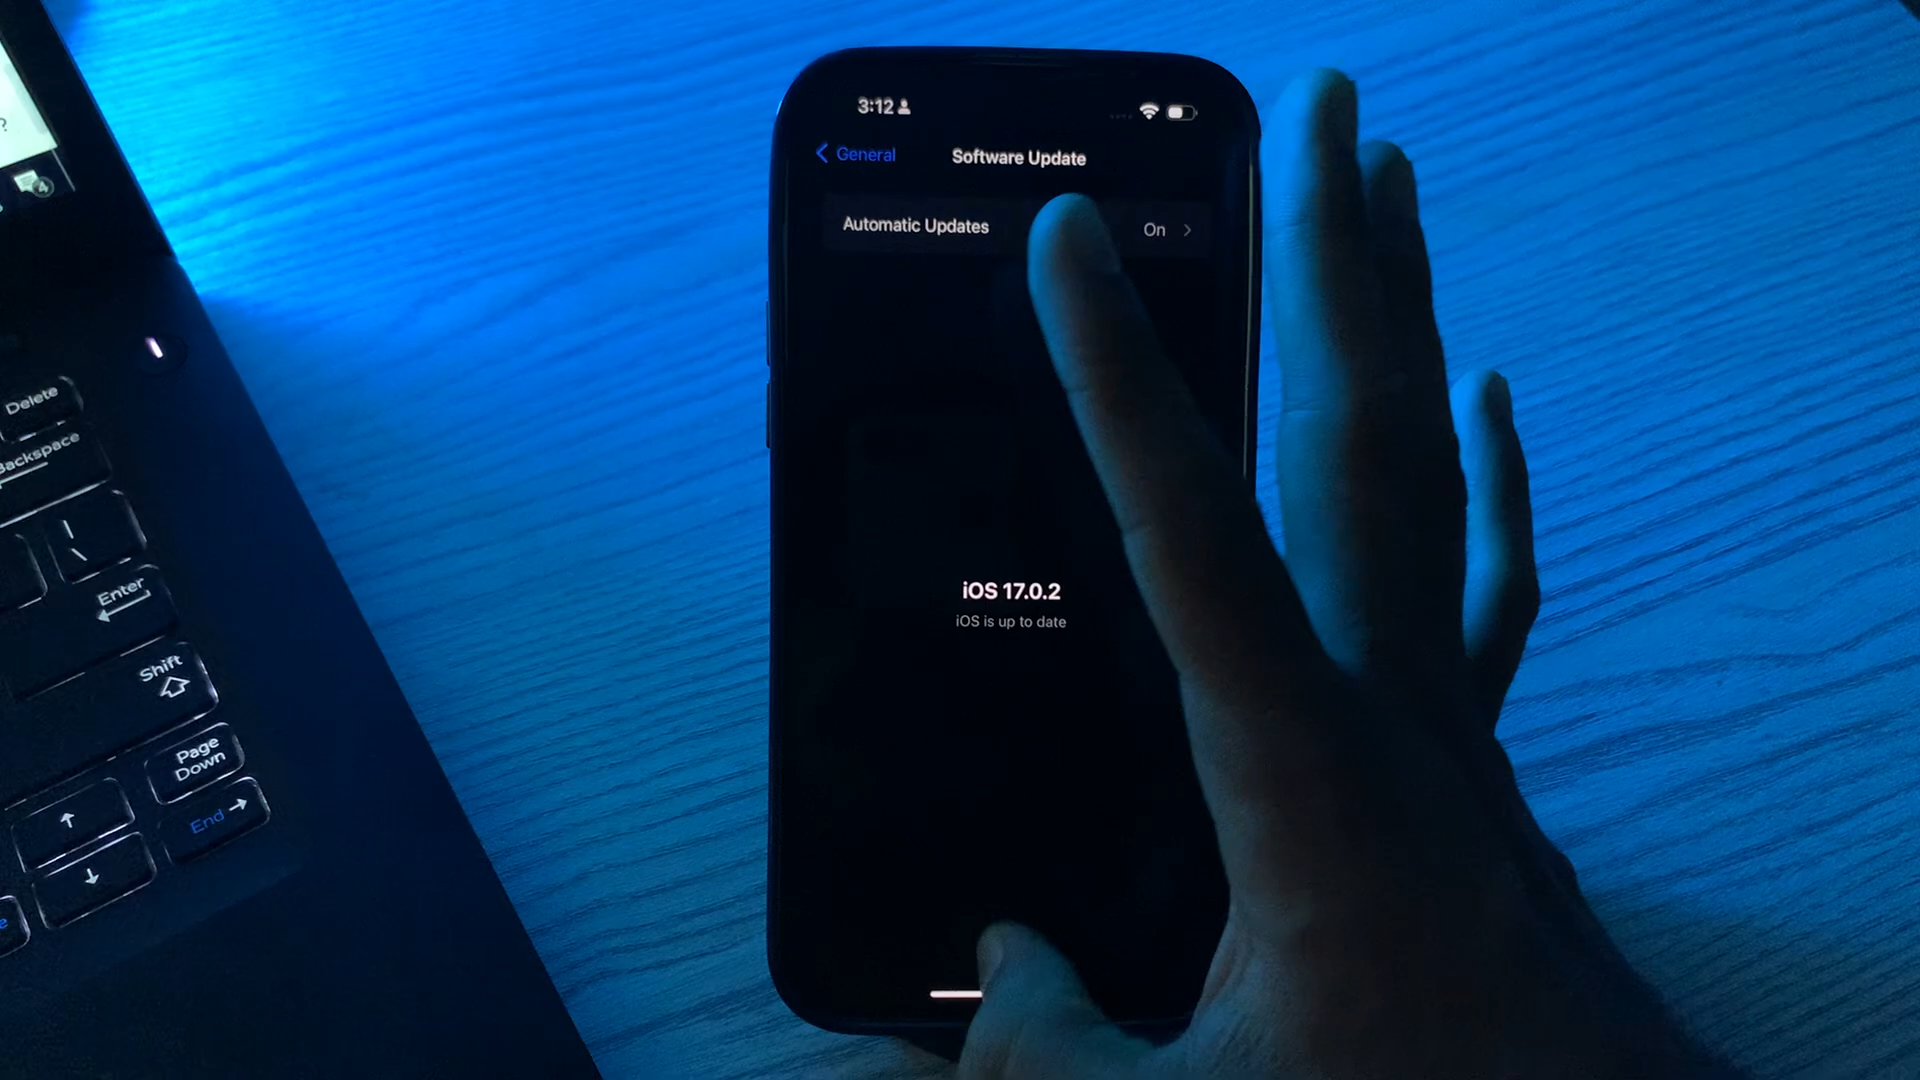 ?
4
Delete
Backspace
|
\
Enter
Shift
Page
Down
End →
↑
↓
e
3:12
General
Software Update
Automatic Updates
On
iOS 17.0.2
iOS is up to date